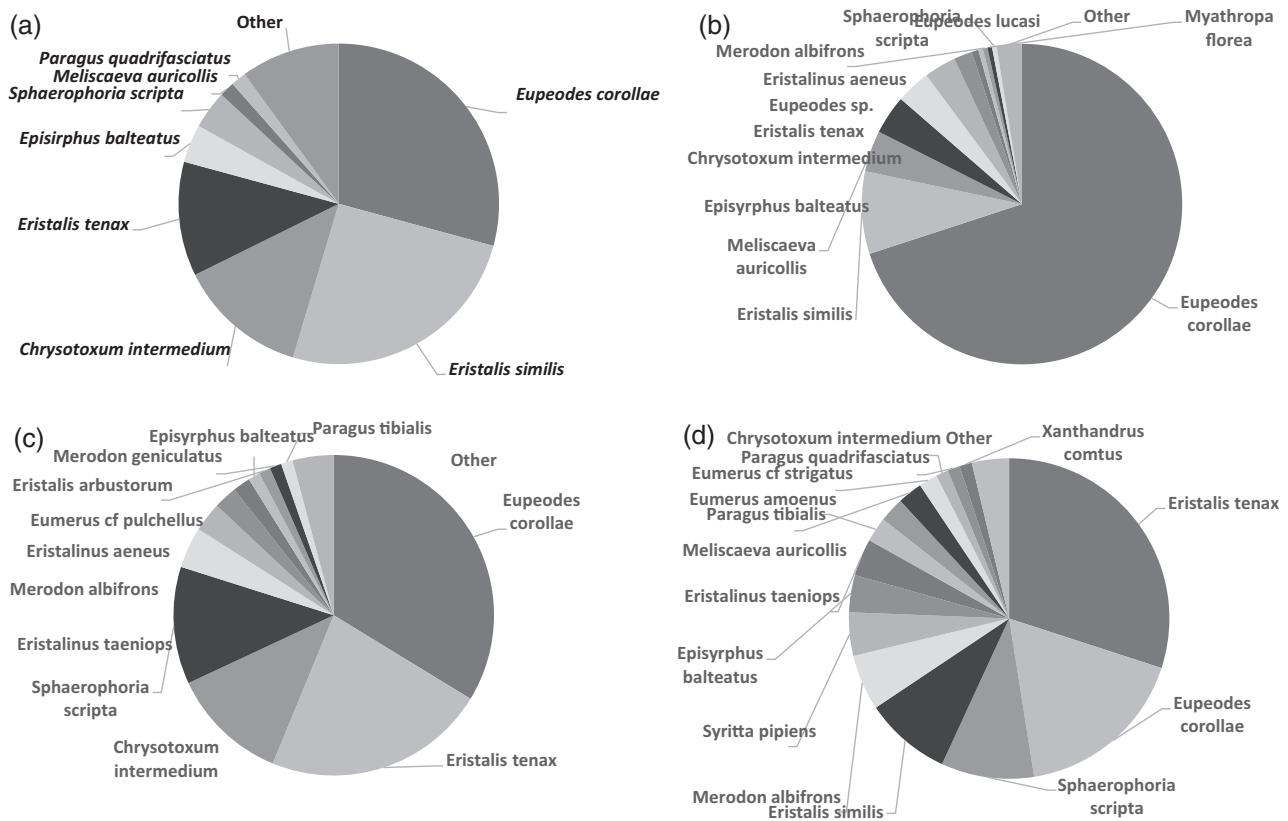 (a)
Other
Paragus quadrifasciatus
Meliscaeva auricollis
Sphaerophoria scripta
Episirphus balteatus
Eristalis tenax
Chrysotoxum intermedium
Eristalis similis
Eupeodes corollae
(b)
Sphaerophoria
scripta
Eupeodes lucasi
Other
Myathropa
florea
Merodon albifrons
Eristalinus aeneus
Eupeodes sp.
Eristalis tenax
Chrysotoxum intermedium
Episyrphus balteatus
Meliscaeva
auricollis
Eristalis similis
Eupeodes
corollae
(c)
Episyrphus balteatus
Paragus tibialis
Merodon geniculatus
Other
Eristalis arbustorum
Eupeodes
corollae
Eumerus cf pulchellus
Eristalinus aeneus
Merodon albifrons
Eristalinus taeniops
Sphaerophoria
scripta
Chrysotoxum
intermedium
Eristalis tenax
(d)
Chrysotoxum intermedium Other
Xanthandrus
comtus
Paragus quadrifasciatus
Eumerus cf strigatus
Eumerus amoenus
Paragus tibialis
Eristalis tenax
Meliscaeva auricollis
Eristalinus taeniops
Episyrphus
balteatus
Syritta pipiens
Eupeodes
corollae
Merodon albifrons
Eristalis similis
Sphaerophoria
scripta